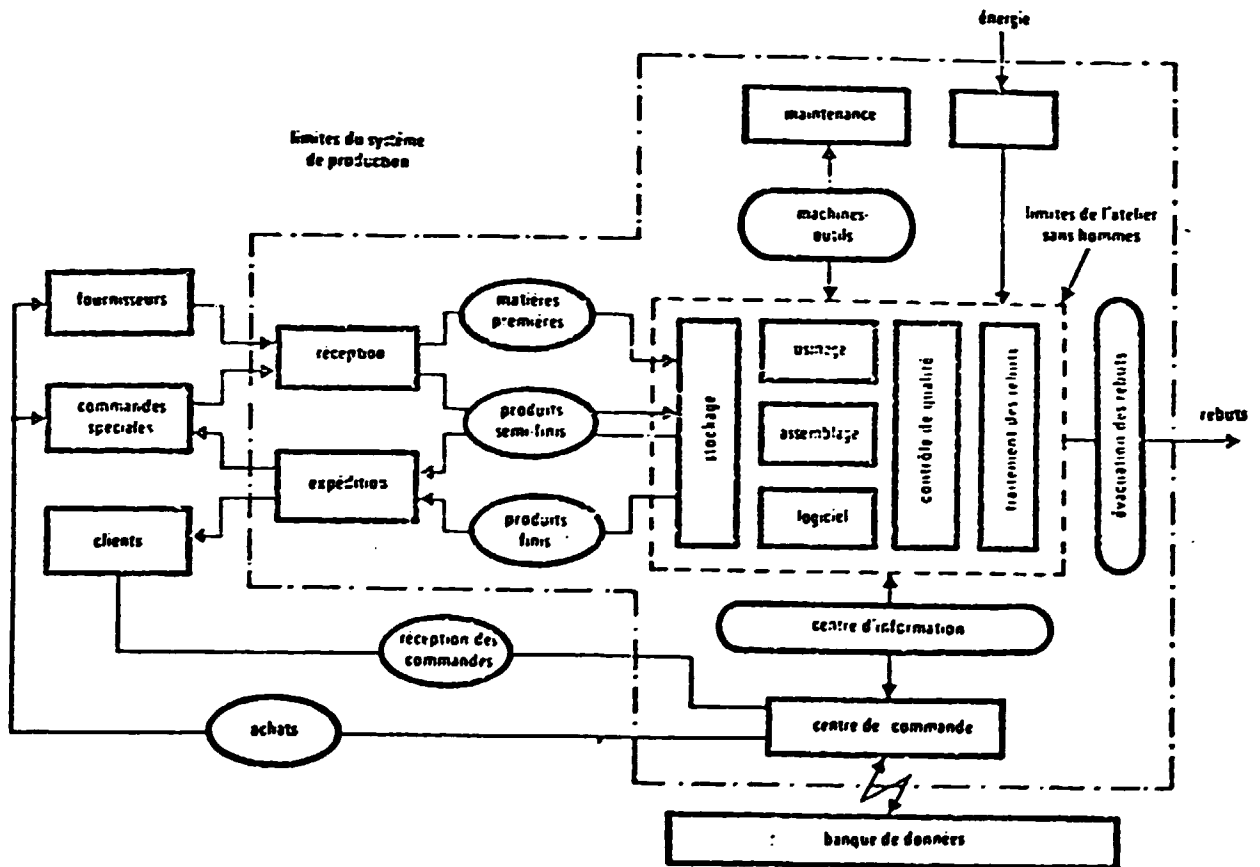 énergie
maintenance
limites du système
de production
machines-
outils
limites de l'atelier
sans hommes
fournisseurs
matières
premières
réception
usinage
commandes
spéciales
produits
semi-finis
stockage
assemblage
contrôle de qualité
traitement des rebuts
évacuation des rebuts
rebuts
expédition
logiciel
clients
produits
finis
centre d'information
réception des
commandes
achats
centre de commande
banque de données